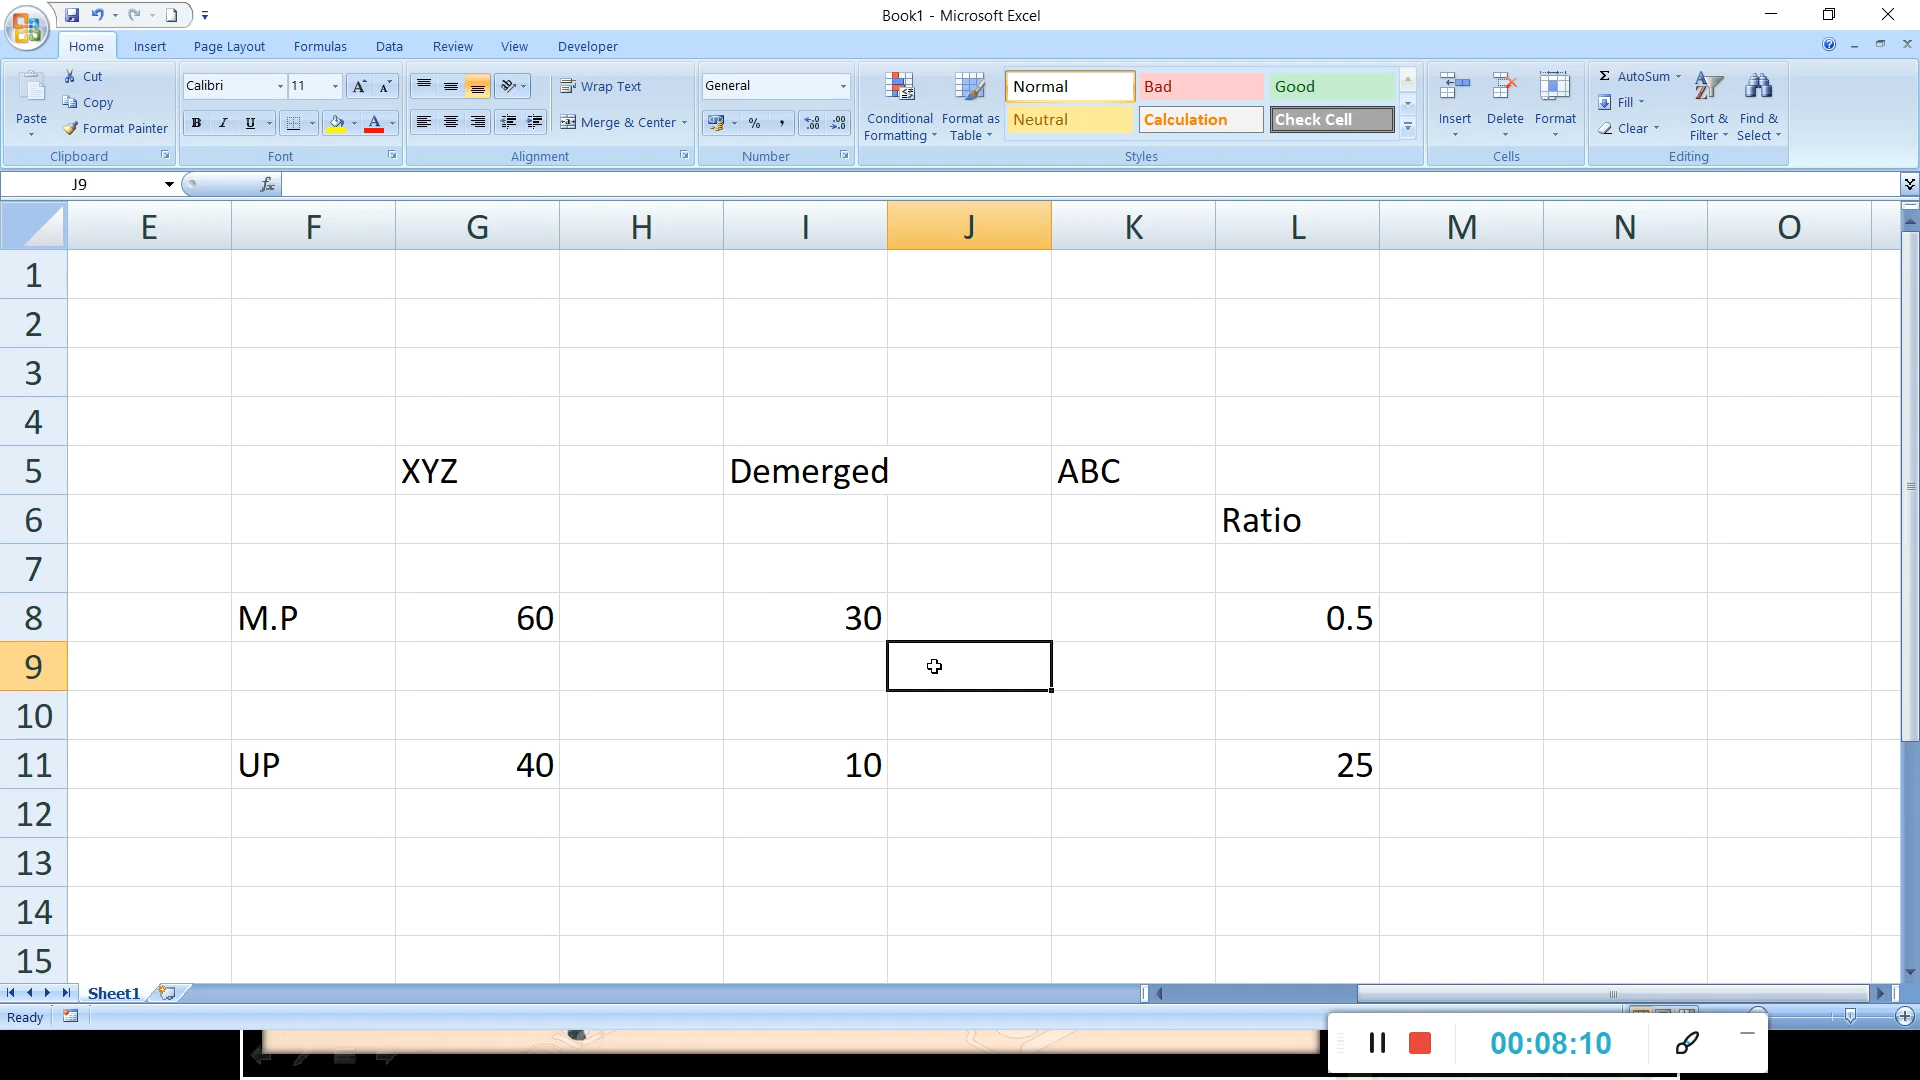 Book1 - Microsoft Excel
Home Insert Page Layout Formulas Data Review View Developer
Paste
Cut
Copy
Format Painter
Clipboard
Calibri 11
B I U
Font
Wrap Text
Merge & Center
Alignment
General
%
Number
Conditional Formatting
Format as Table
Normal Bad Good
Neutral Calculation Check Cell
Styles
Insert Delete Format
Cells
AutoSum
Fill
Clear
Sort & Filter
Find & Select
Editing
J9
fx
E F G H I J K L M N O
1
2
3
4
5 XYZ Demerged ABC
6 Ratio
7
8 M.P 60 30 0.5
9
10
11 UP 40 10 25
12
13
14
15
Sheet1
Ready
00:08:10